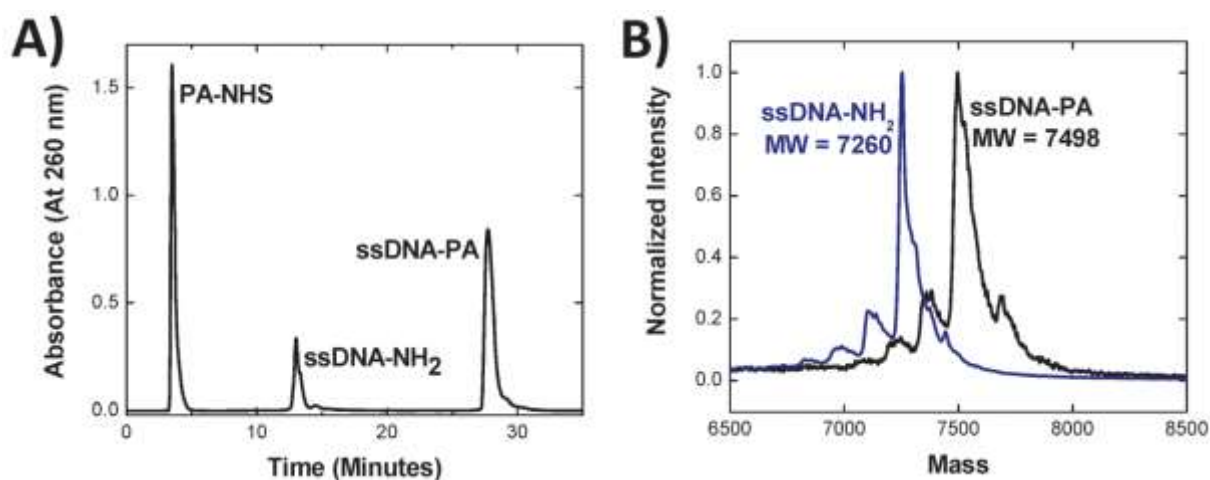 A)
Absorbance (At 260 nm)
1.5
1.0
0.5
0.0
PA-NHS
ssDNA-PA
ssDNA-NH₂
0 10 20 30
Time (Minutes)
B)
Normalized Intensity
1.0
0.8
0.6
0.4
0.2
0.0
ssDNA-NH₂
MW = 7260
ssDNA-PA
MW = 7498
6500 7000 7500 8000 8500
Mass